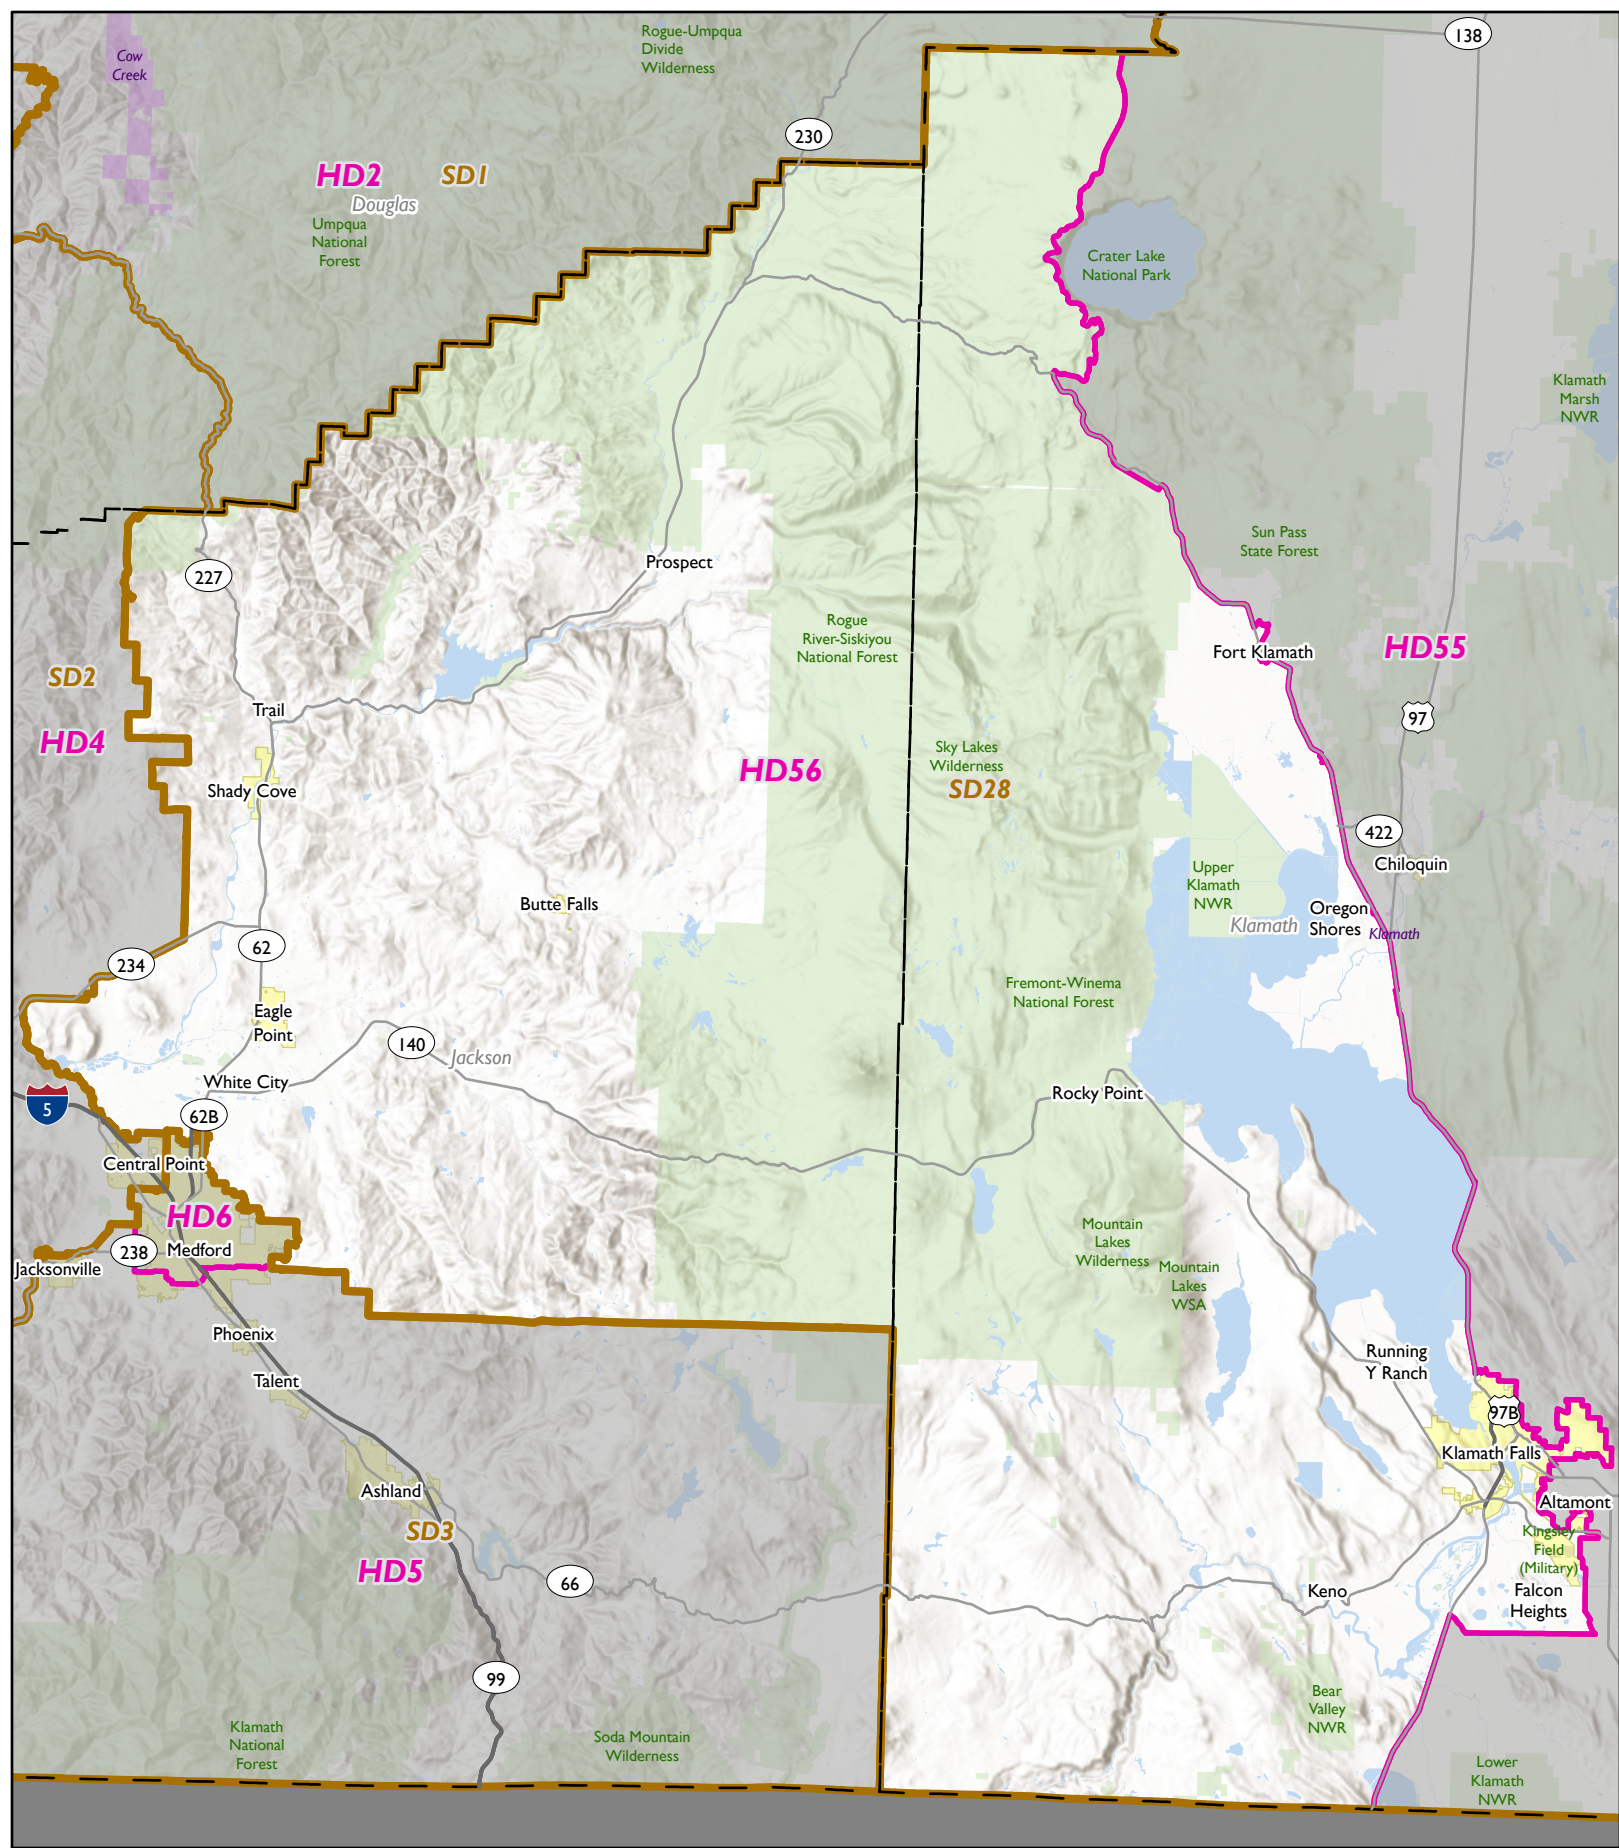 Cow
Creek
Rogue-Umpqua
Divide
Wilderness
138
230
HD2
SD1
Douglas
Umpqua
National
Forest
Crater Lake
National Park
Klamath
Marsh
NWR
Sun Pass
State Forest
Prospect
227
Rogue
River-Siskiyou
National Forest
Fort Klamath
HD55
SD2
HD4
Trail
97
Sky Lakes
Wilderness
HD56
SD28
Shady Cove
422
Chiloquin
Upper
Klamath
NWR
Butte Falls
Oregon
Shores
Klamath
Klamath
62
234
Fremont-Winema
National Forest
Eagle
Point
140
Jackson
White City
Rocky Point
5
62B
Central Point
HD6
Medford
238
Jacksonville
Mountain
Lakes
Wilderness
Mountain
Lakes
WSA
Phoenix
Talent
Running
Y Ranch
97B
Klamath Falls
Ashland
Altamont
SD3
HD5
Kingsley
Field
(Military)
66
Keno
Falcon
Heights
99
Bear
Valley
NWR
Klamath
National
Forest
Soda Mountain
Wilderness
Lower
Klamath
NWR